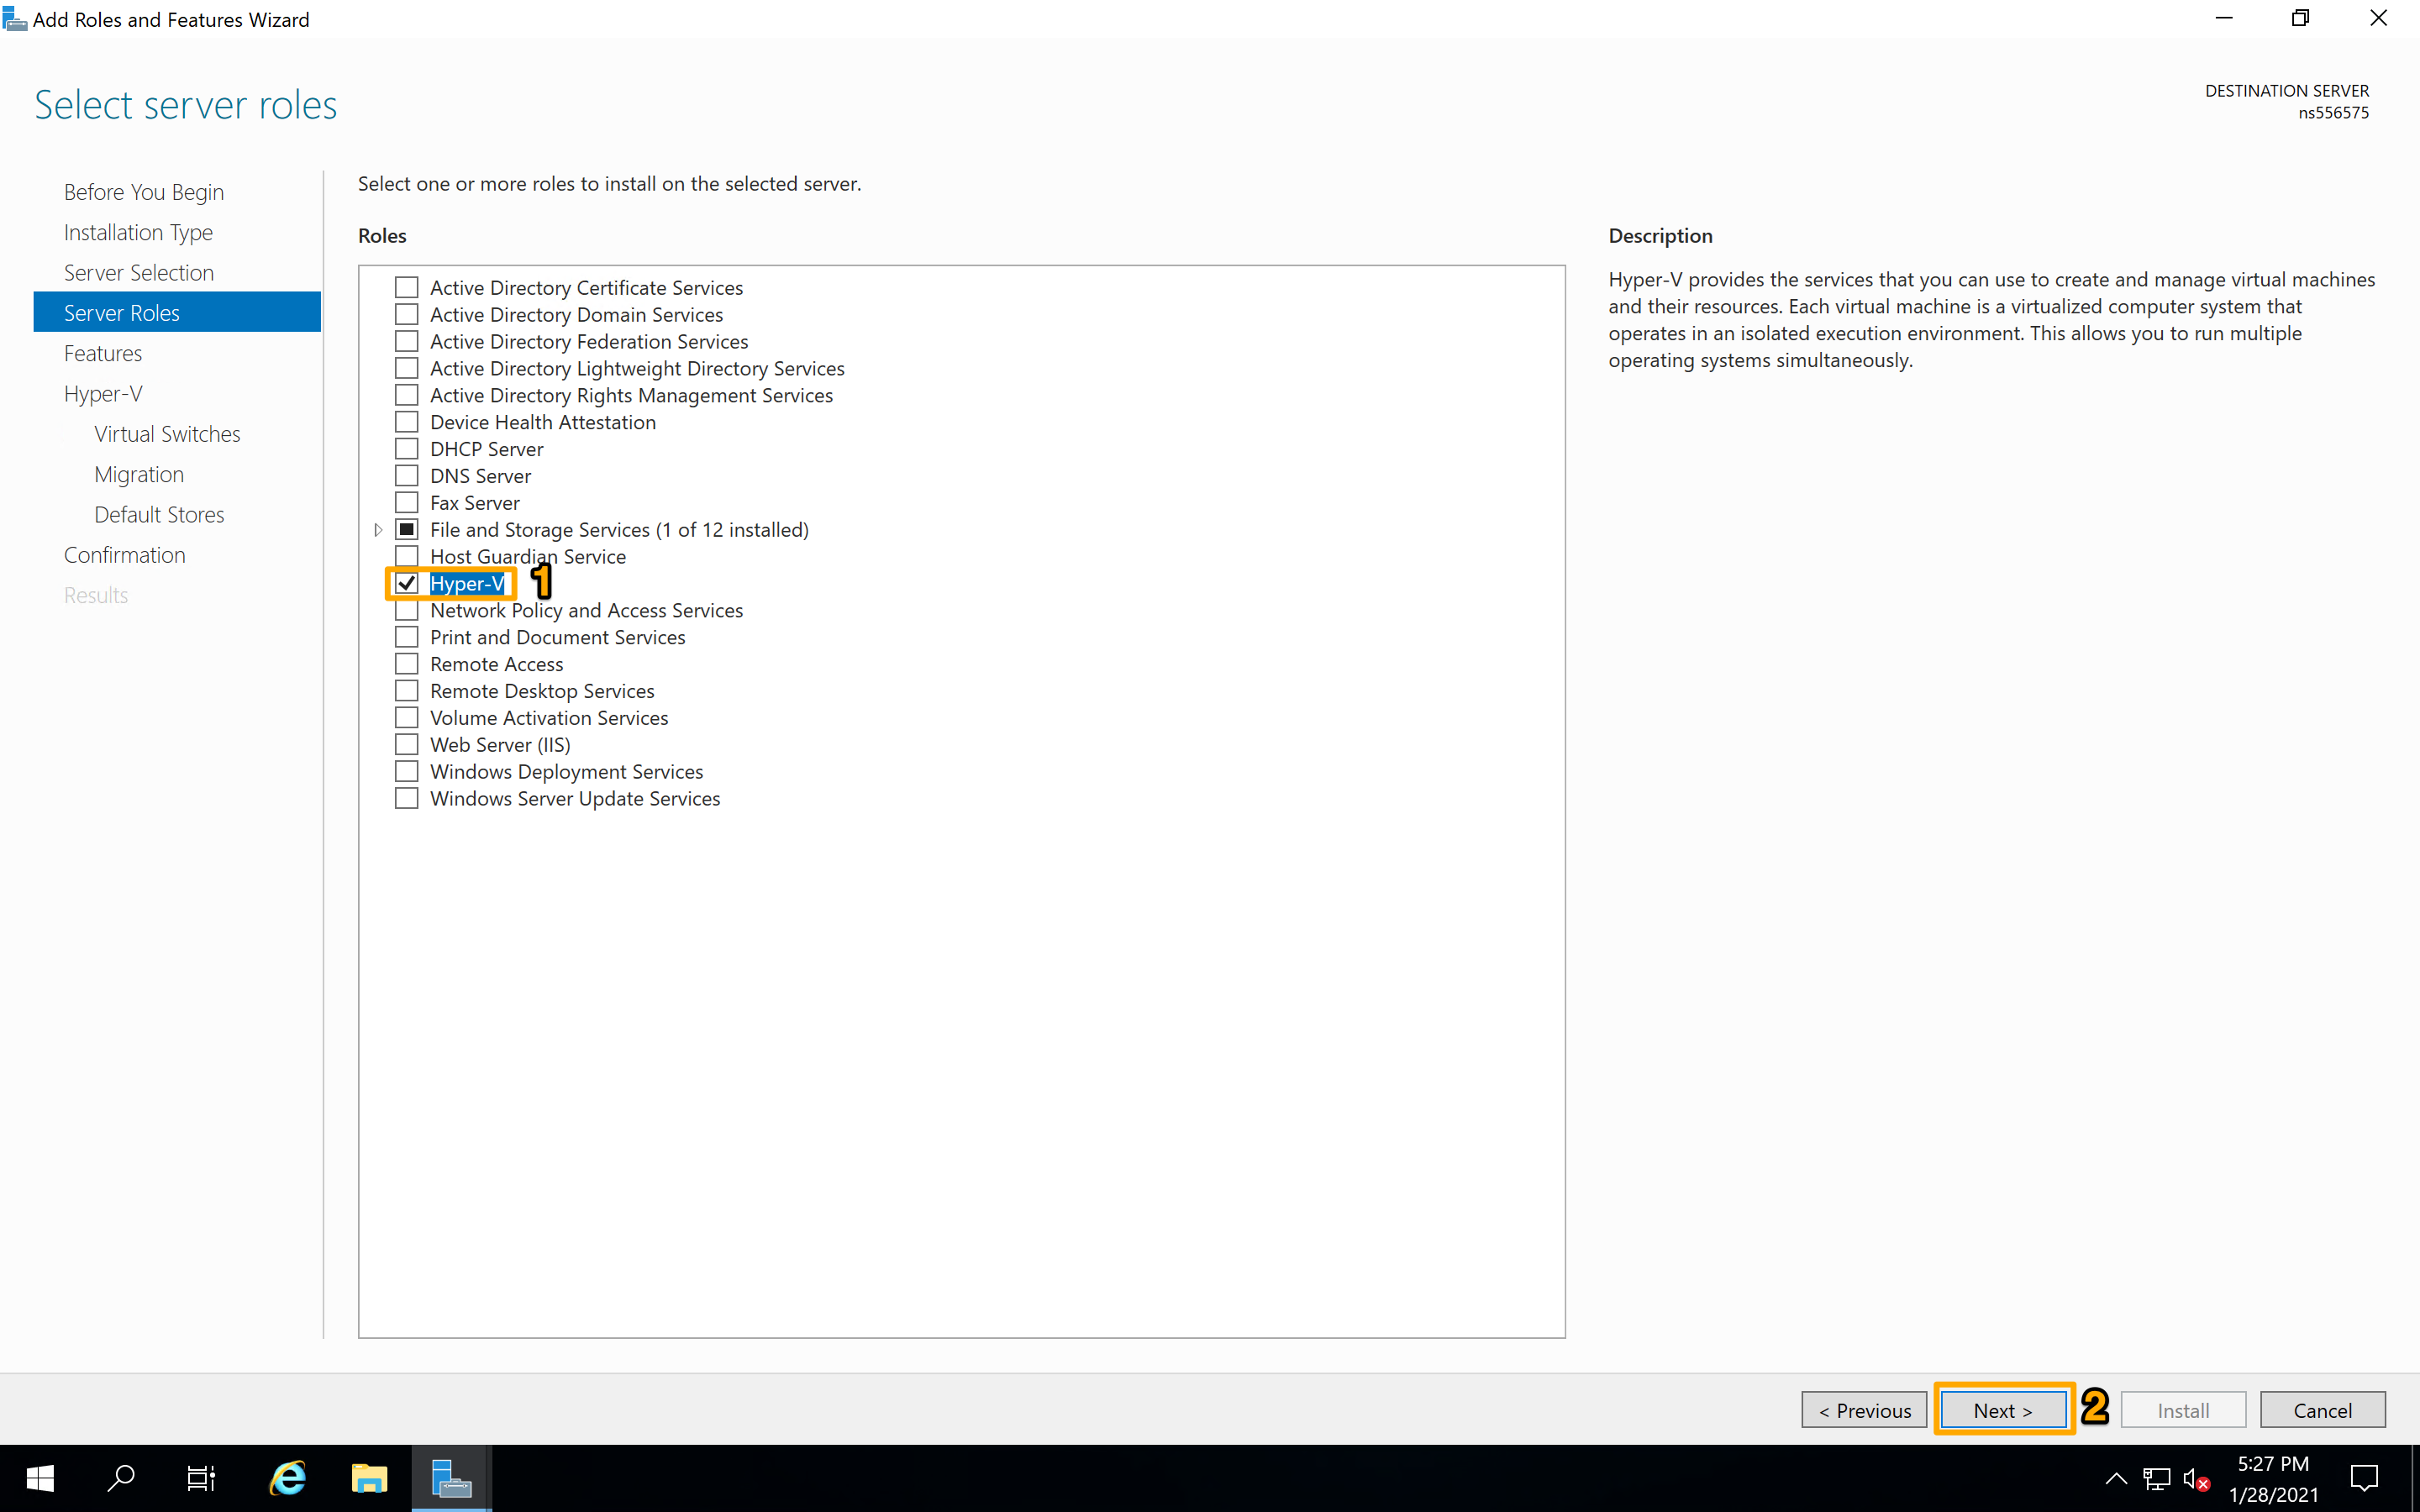 Add Roles and Features Wizard
Select server roles
DESTINATION SERVER
ns556575
Before You Begin
Installation Type
Server Selection
Server Roles
Features
Hyper-V
Virtual Switches
Migration
Default Stores
Confirmation
Results
Select one or more roles to install on the selected server.
Roles
Active Directory Certificate Services
Active Directory Domain Services
Active Directory Federation Services
Active Directory Lightweight Directory Services
Active Directory Rights Management Services
Device Health Attestation
DHCP Server
DNS Server
Fax Server
File and Storage Services (1 of 12 installed)
Host Guardian Service
Hyper-V 1
Network Policy and Access Services
Print and Document Services
Remote Access
Remote Desktop Services
Volume Activation Services
Web Server (IIS)
Windows Deployment Services
Windows Server Update Services
Description
Hyper-V provides the services that you can use to create and manage virtual machines
and their resources. Each virtual machine is a virtualized computer system that
operates in an isolated execution environment. This allows you to run multiple
operating systems simultaneously.
< Previous
Next > 2
Install
Cancel
5:27 PM
1/28/2021